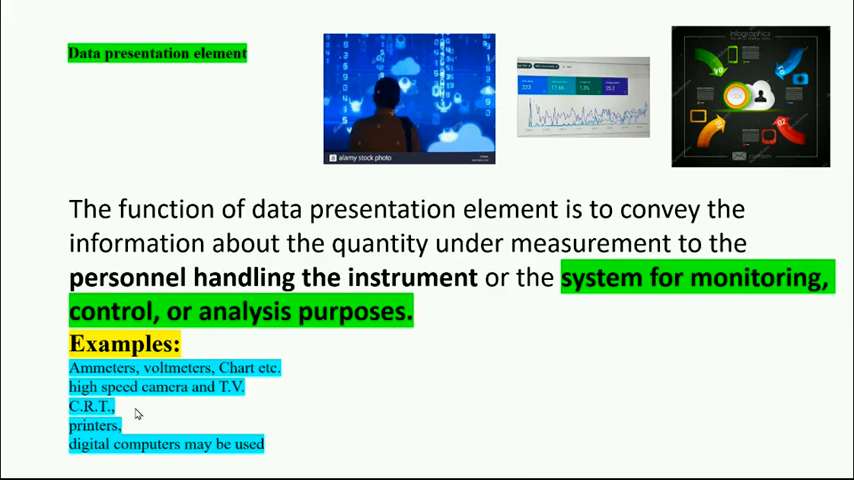 Data presentation element
infographics
alamy stock photo
The function of data presentation element is to convey the
information about the quantity under measurement to the
personnel handling the instrument or the system for monitoring,
control, or analysis purposes.
Examples:
Ammeters, voltmeters, Chart etc.
high speed camera and T.V.
C.R.T.,
printers,
digital computers may be used